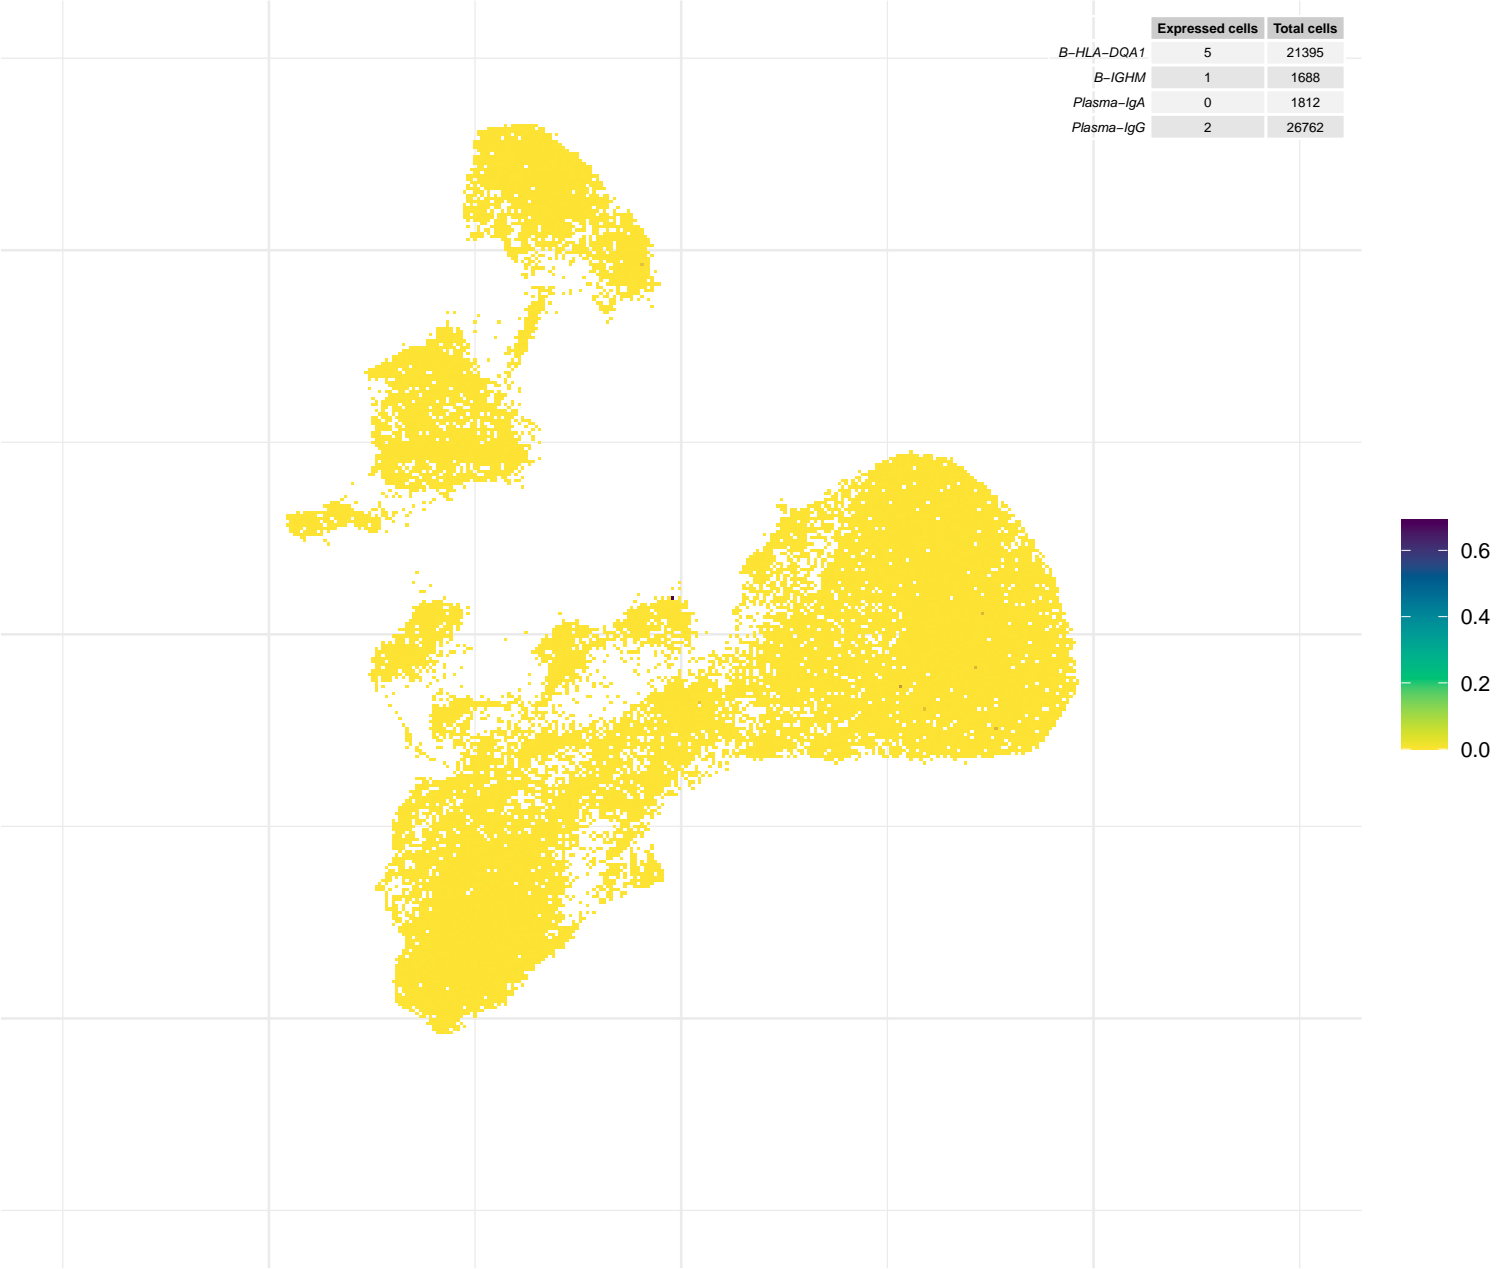 Expressed cells Total cells
B−HLA−DQA1 5 21395
B−IGHM 1 1688
Plasma−IgA 0 1812
Plasma−IgG 2 26762
0.6
0.4
0.2
0.0